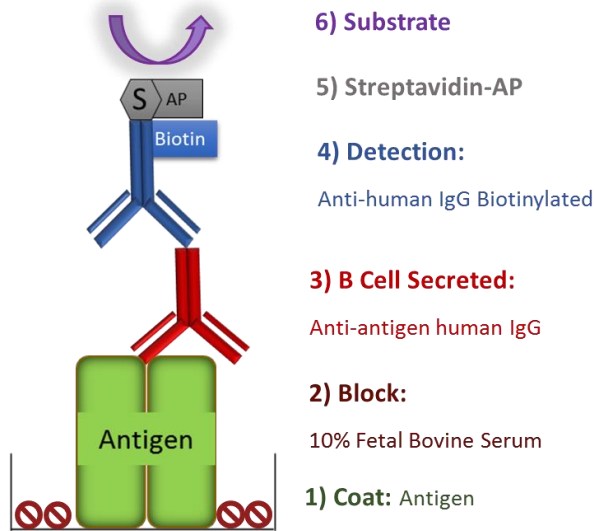 6) Substrate
S AP
5) Streptavidin-AP
Biotin
4) Detection:
Anti-human IgG Biotinylated
3) B Cell Secreted:
Anti-antigen human IgG
2) Block:
Antigen
10% Fetal Bovine Serum
1) Coat: Antigen